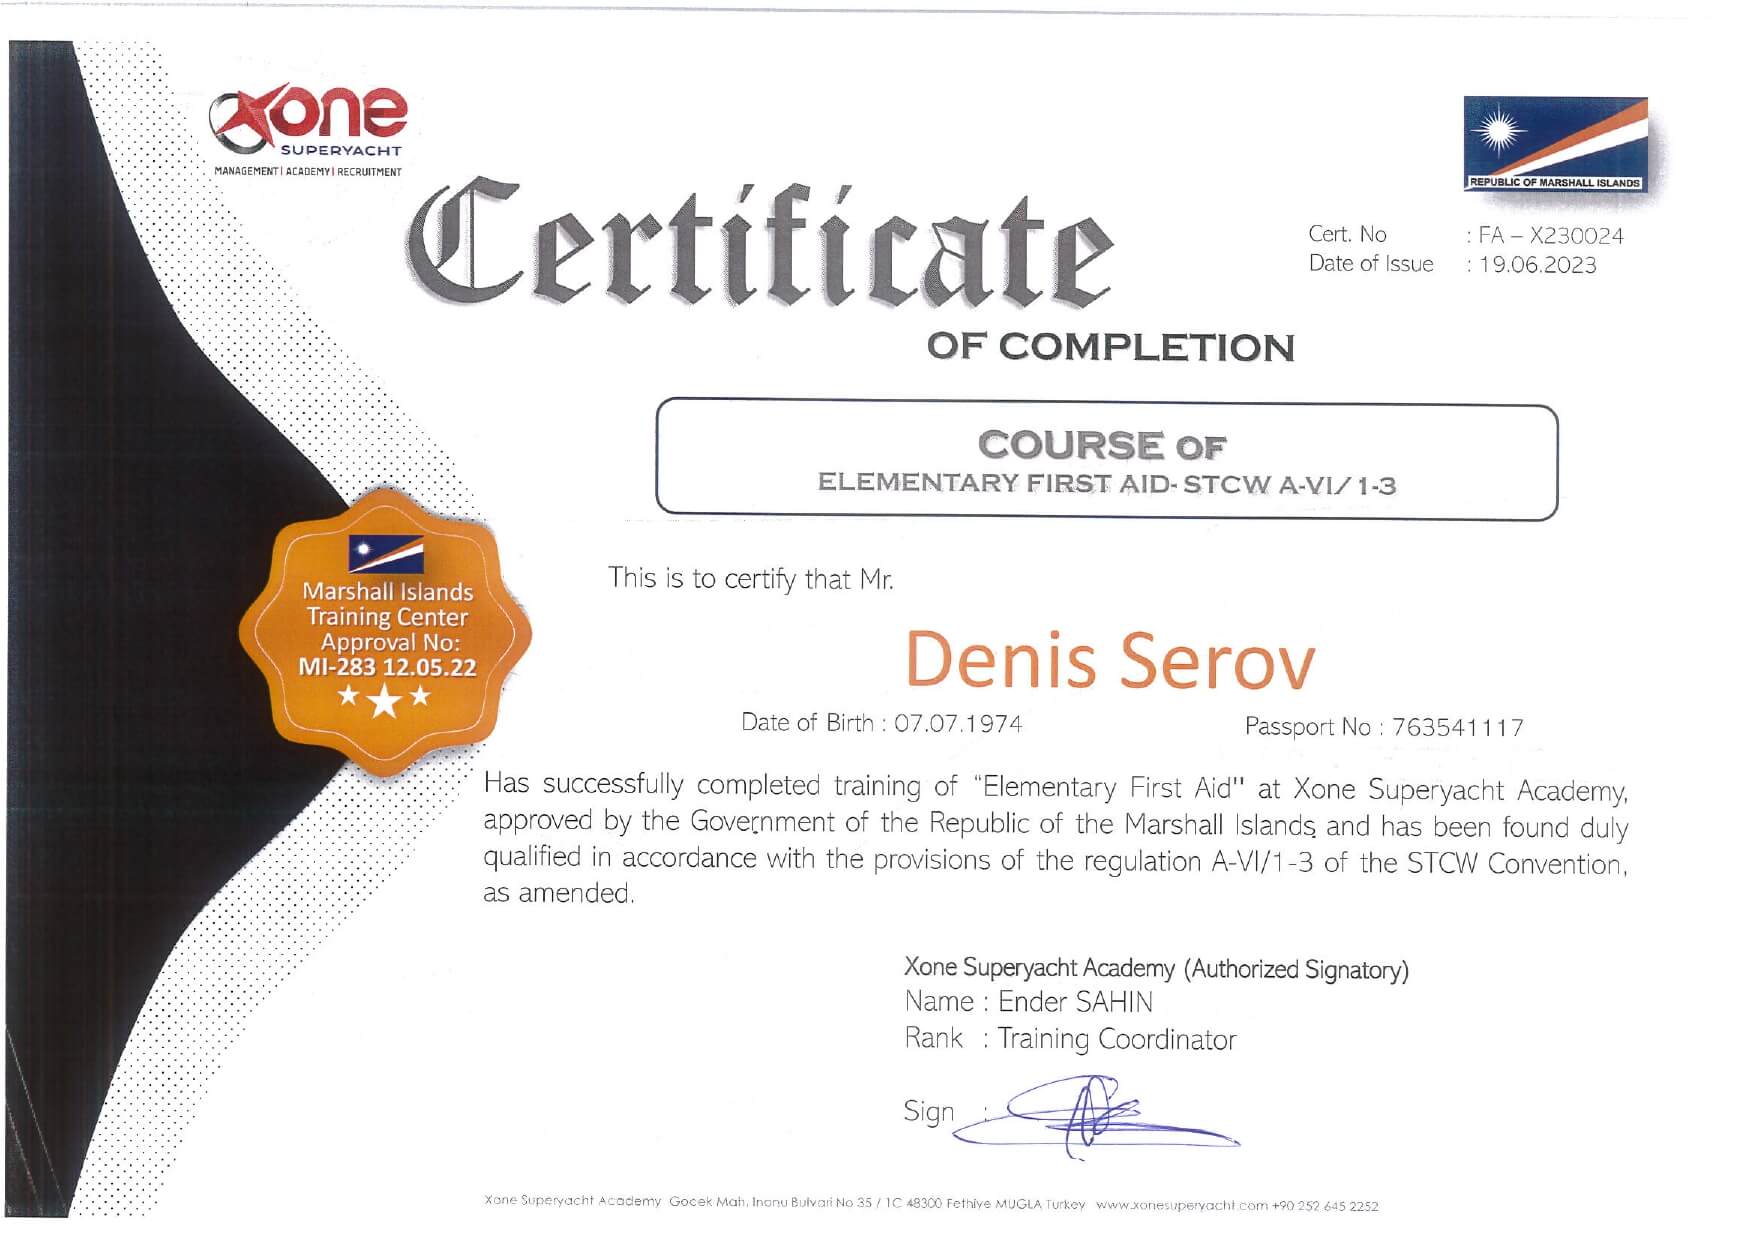 Xone
SUPERYACHT
MANAGEMENT | ACADEMY | RECRUITMENT
REPUBLIC OF MARSHALL ISLANDS
Certificate
OF COMPLETION
Cert. No : FA – X230024
Date of Issue : 19.06.2023
COURSE OF
ELEMENTARY FIRST AID- STCW A-VI/ 1-3
Marshall Islands
Training Center
Approval No:
MI-283 12.05.22
This is to certify that Mr.
Denis Serov
Date of Birth : 07.07.1974 Passport No : 763541117
Has successfully completed training of "Elementary First Aid" at Xone Superyacht Academy,
approved by the Government of the Republic of the Marshall Islands and has been found duly
qualified in accordance with the provisions of the regulation A-VI/1-3 of the STCW Convention,
as amended.
Xone Superyacht Academy (Authorized Signatory)
Name : Ender SAHIN
Rank : Training Coordinator
Sign :
Xone Superyacht Academy Gocek Mah. Inonu Bulvari No 35 / 1C 48300 Fethiye MUGLA Turkey www.xonesuperyacht.com +90 252 645 2252